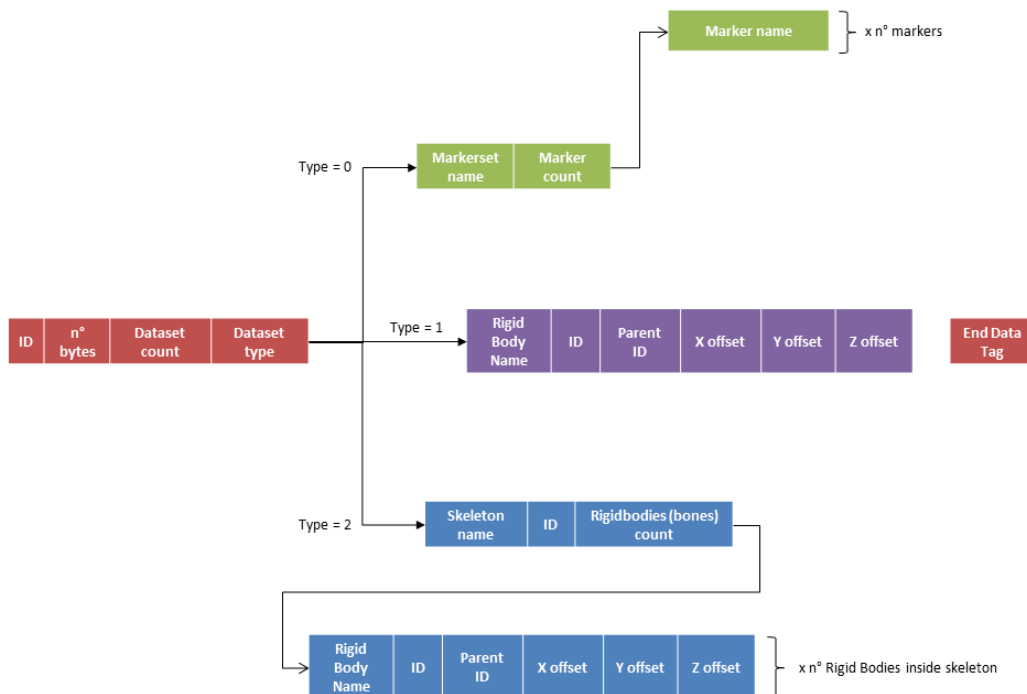 Marker name
x n° markers
Type = 0
Markerset
name
Marker
count
Type = 1
ID
n°
bytes
Dataset
count
Dataset
type
Rigid
Body
Name
ID
Parent
ID
X offset
Y offset
Z offset
End Data
Tag
Type = 2
Skeleton
name
ID
Rigidbodies (bones)
count
Rigid
Body
Name
ID
Parent
ID
X offset
Y offset
Z offset
x n° Rigid Bodies inside skeleton